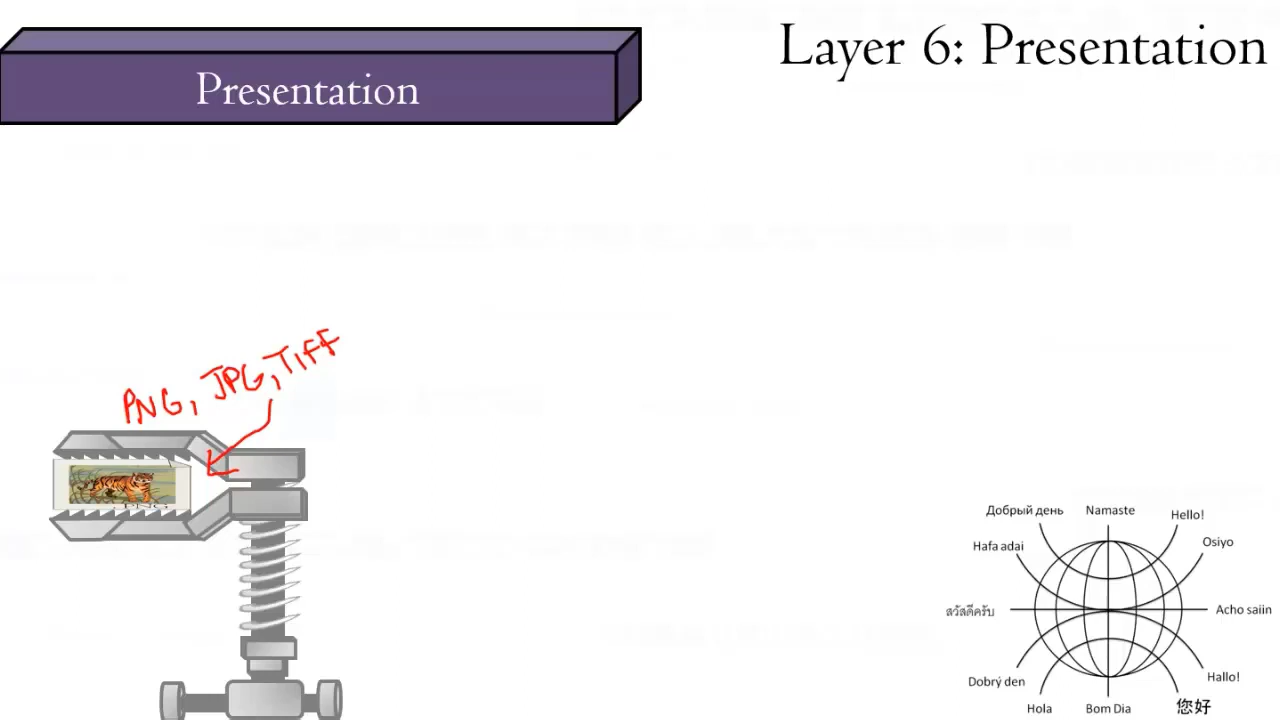 Layer 6: Presentation
Presentation
PNG, JPG, TIFF
PNG
Добрый день
Namaste
Hello!
Hafa adai
Osiyo
สวัสดีครับ
Acho saiin
Dobrý den
Hallo!
Hola
Bom Dia
您好